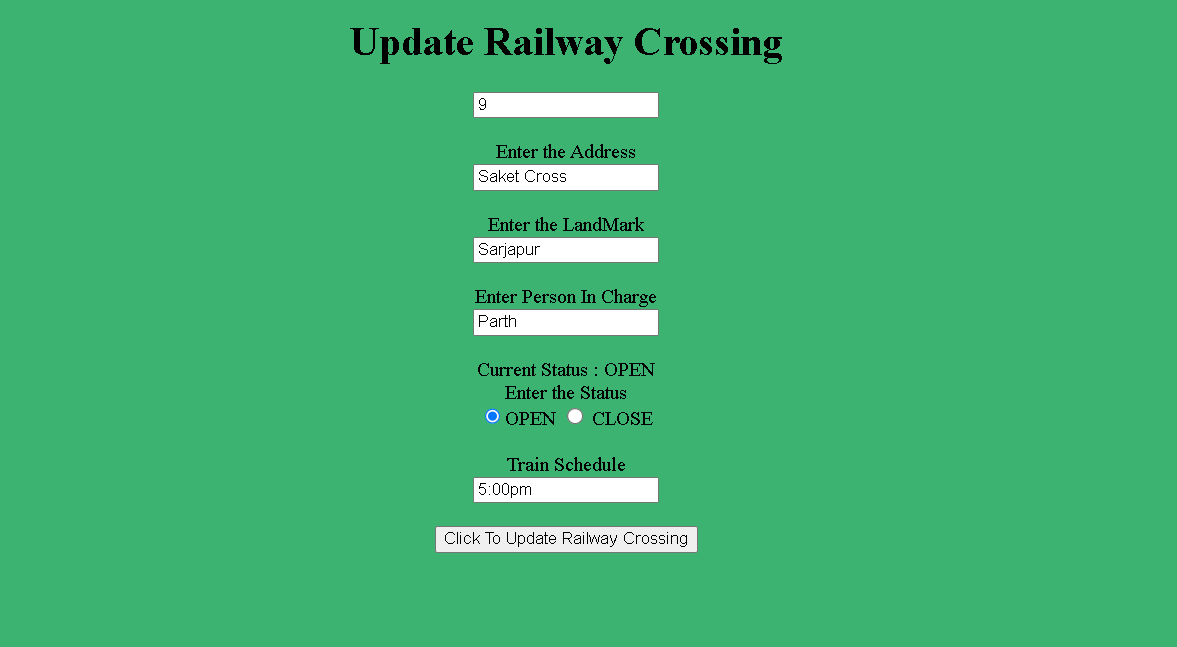 Update Railway Crossing
9
Enter the Address
Saket Cross
Enter the LandMark
Sarjapur
Enter Person In Charge
Parth
Current Status : OPEN
Enter the Status
OPEN CLOSE
Train Schedule
5:00pm
Click To Update Railway Crossing